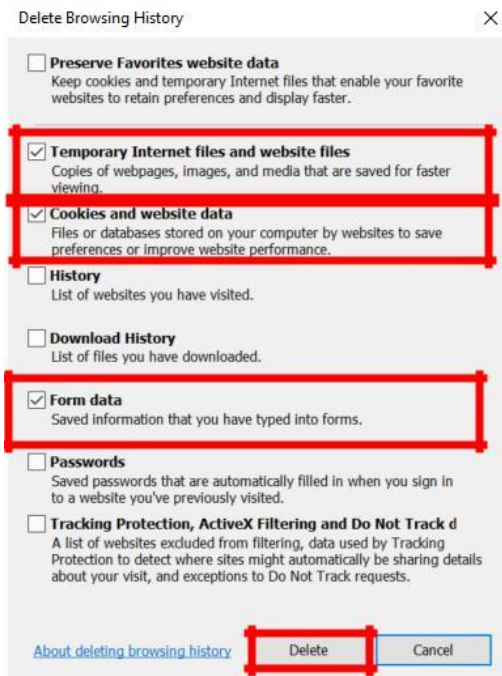 Delete Browsing History
Preserve Favorites website data
Keep cookies and temporary Internet files that enable your favorite
websites to retain preferences and display faster.
Temporary Internet files and website files
Copies of webpages, images, and media that are saved for faster
viewing.
Cookies and website data
Files or databases stored on your computer by websites to save
preferences or improve website performance.
History
List of websites you have visited.
Download History
List of files you have downloaded.
Form data
Saved information that you have typed into forms.
Passwords
Saved passwords that are automatically filled in when you sign in
to a website you've previously visited.
Tracking Protection, ActiveX Filtering and Do Not Track d
A list of websites excluded from filtering, data used by Tracking
Protection to detect where sites might automatically be sharing details
about your visit, and exceptions to Do Not Track requests.
About deleting browsing history Delete Cancel